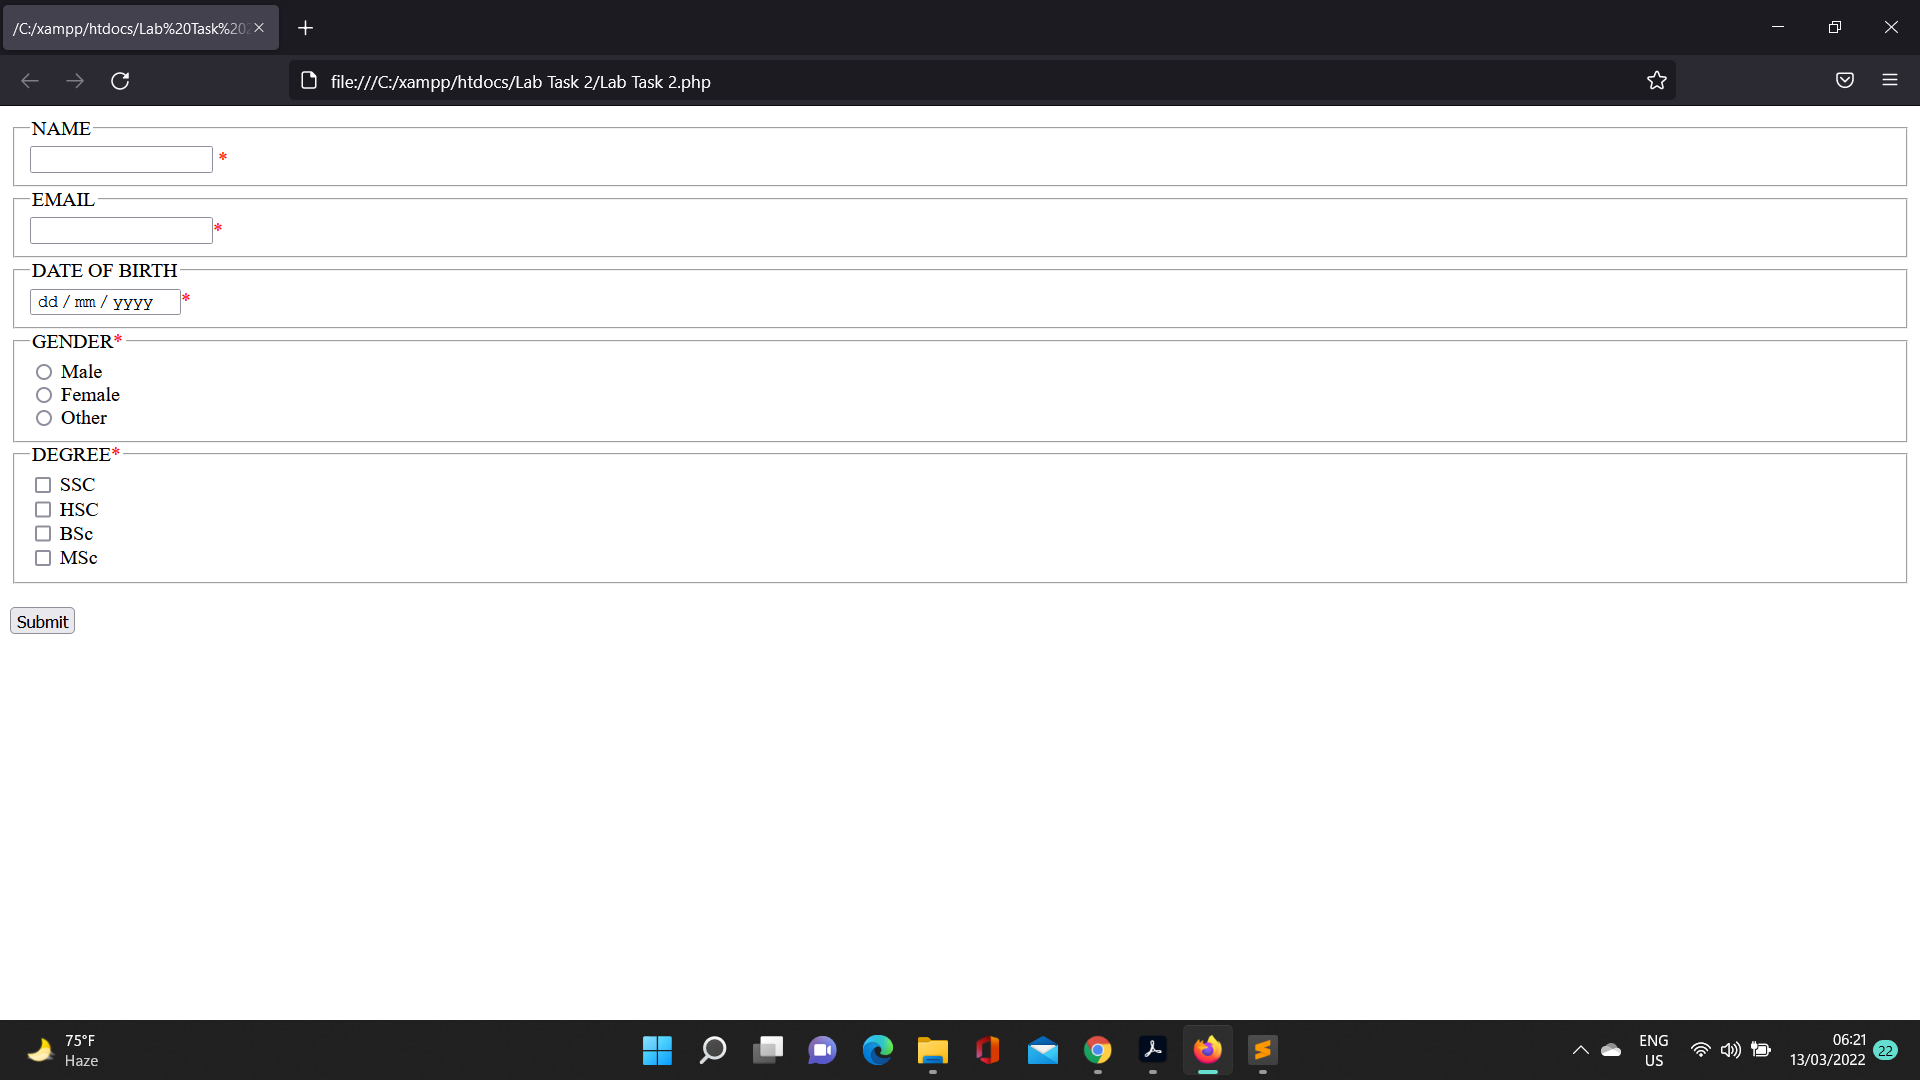 /C:/xampp/htdocs/Lab%20Task%20
file:///C:/xampp/htdocs/Lab Task 2/Lab Task 2.php
NAME
*
EMAIL
*
DATE OF BIRTH
dd / mm / yyyy *
GENDER*
Male
Female
Other
DEGREE*
SSC
HSC
BSc
MSc
Submit
75°F
Haze
ENG
US
06:21
13/03/2022
22